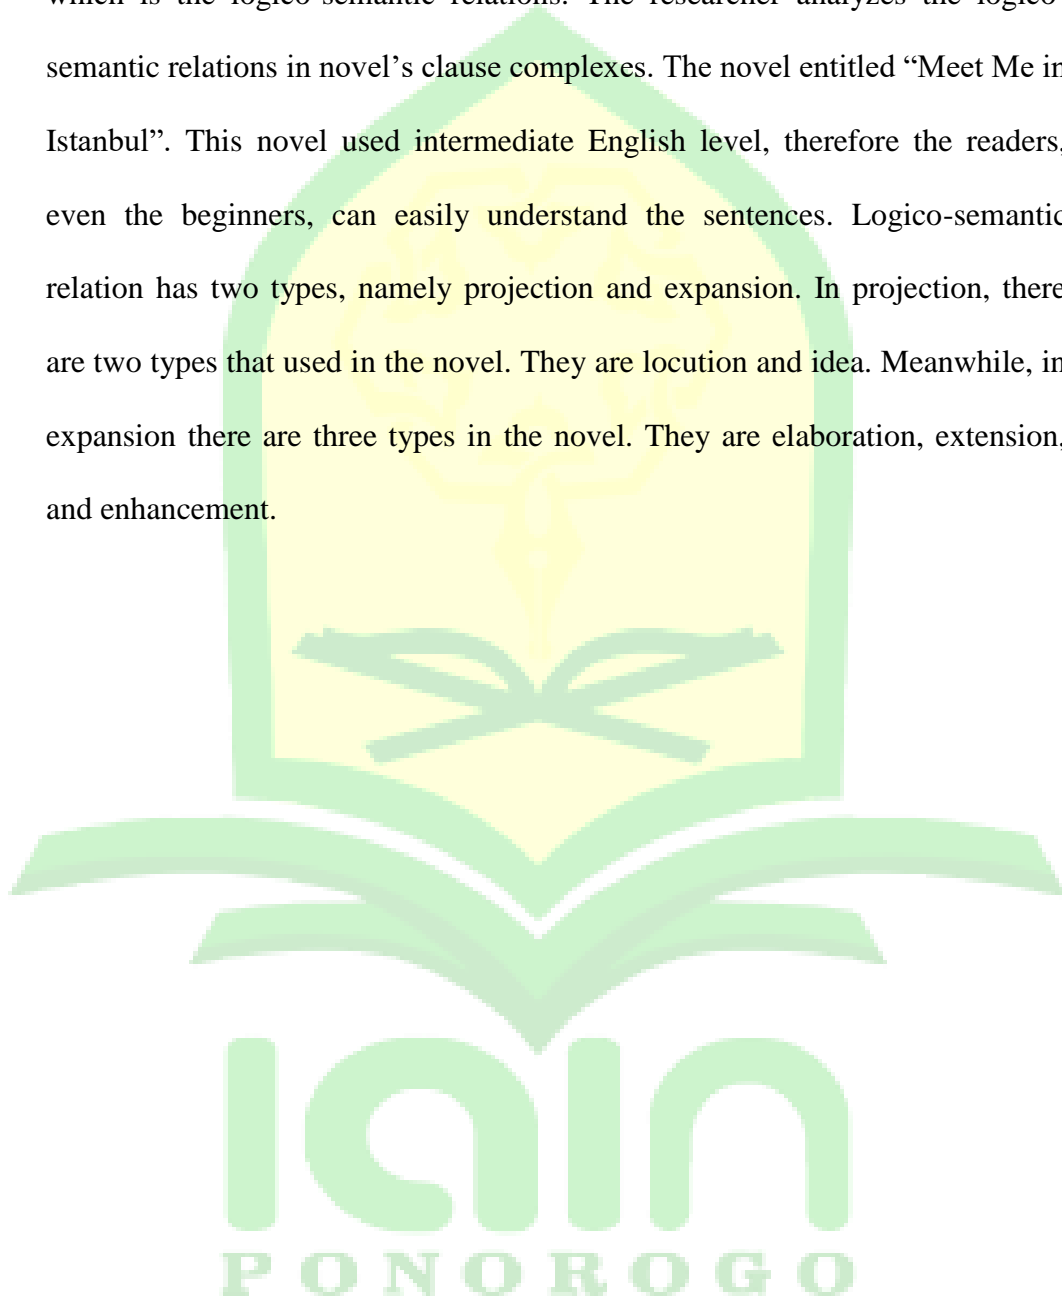 which is the logico-semantic relations. The researcher analyzes the logico-
semantic relations in novel’s clause complexes. The novel entitled “Meet Me in
Istanbul”. This novel used intermediate English level, therefore the readers,
even the beginners, can easily understand the sentences. Logico-semantic
relation has two types, namely projection and expansion. In projection, there
are two types that used in the novel. They are locution and idea. Meanwhile, in
expansion there are three types in the novel. They are elaboration, extension,
and enhancement.
iain
PONOROGO